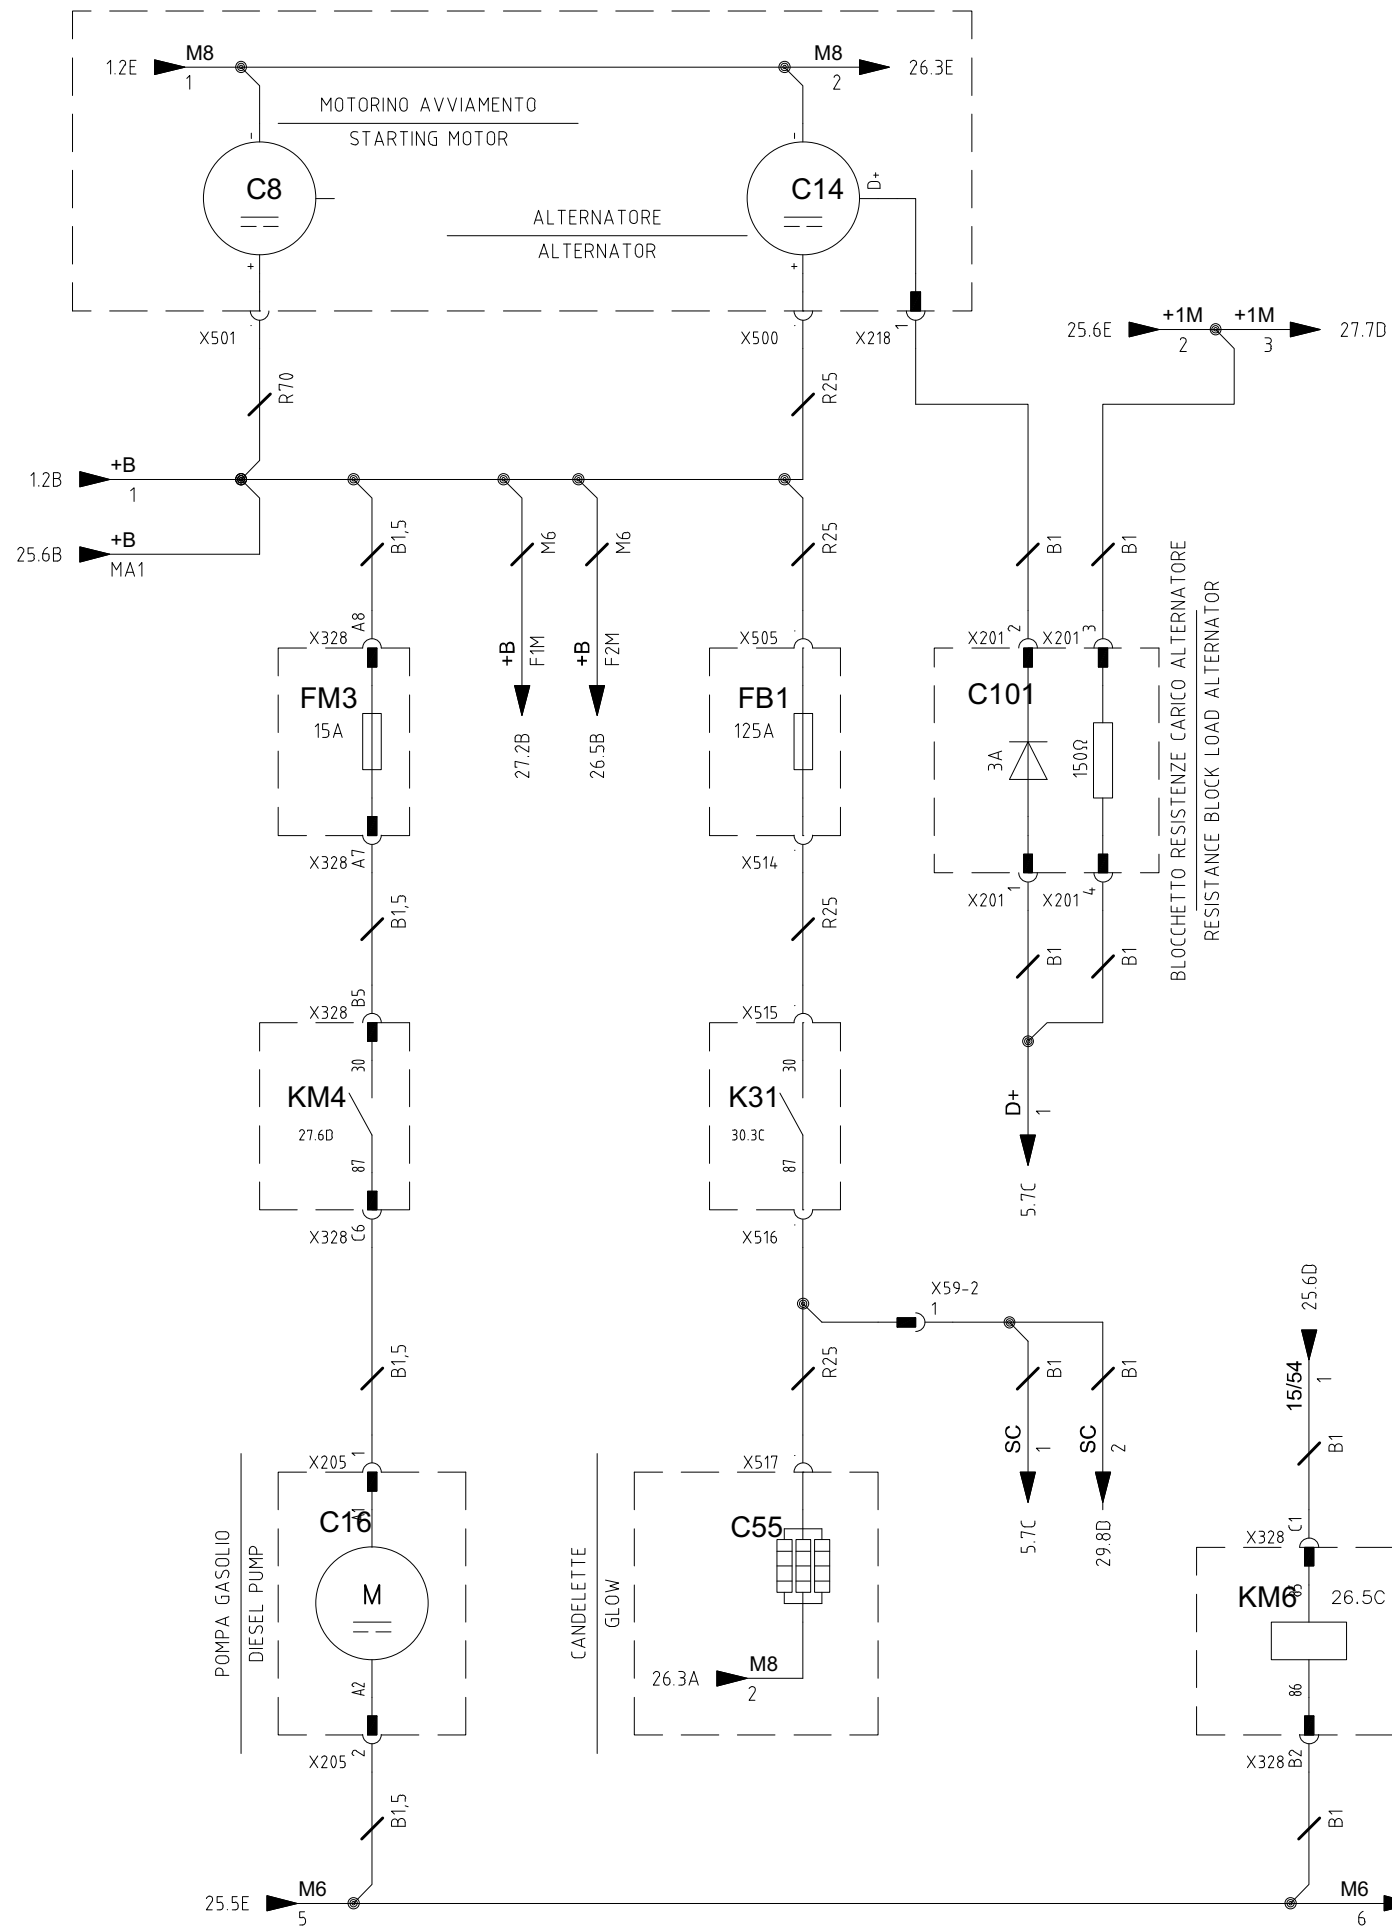 1.2E
M8
1
M8
2
26.3E
MOTORINO AVVIAMENTO
STARTING MOTOR
-
-
C8
C14
D+
ALTERNATORE
ALTERNATOR
+
+
X501
X500
X218
1
25.6E
+1M
2
+1M
3
27.7D
R70
R25
1.2B
+B
1
25.6B
+B
MA1
B1,5
M6
M6
R25
B1
B1
X328
A8
+B
F1M
+B
F2M
X505
X201
2
X201
3
FM3
15A
27.2B
26.5B
FB1
125A
C101
3A
150Ω
BLOCCHETTO RESISTENZE CARICO ALTERNATORE
RESISTANCE BLOCK LOAD ALTERNATOR
X328
A7
X514
X201
1
X201
4
B1,5
R25
B1
B1
X328
B5
X515
30
30
KM4
27.6D
K31
30.3C
87
87
D+
1
5.7C
X328
C6
X516
X59-2
1
25.6D
B1,5
R25
B1
B1
15/54
1
B1
SC
1
SC
2
X205
1
X517
5.7C
29.8D
POMPA GASOLIO
DIESEL PUMP
A1
C16
M
A2
CANDELETTE
GLOW
C55
26.3A
M8
2
X328
C1
85
KM6
26.5C
86
X205
2
X328
B2
B1,5
B1
25.5E
M6
5
M6
6